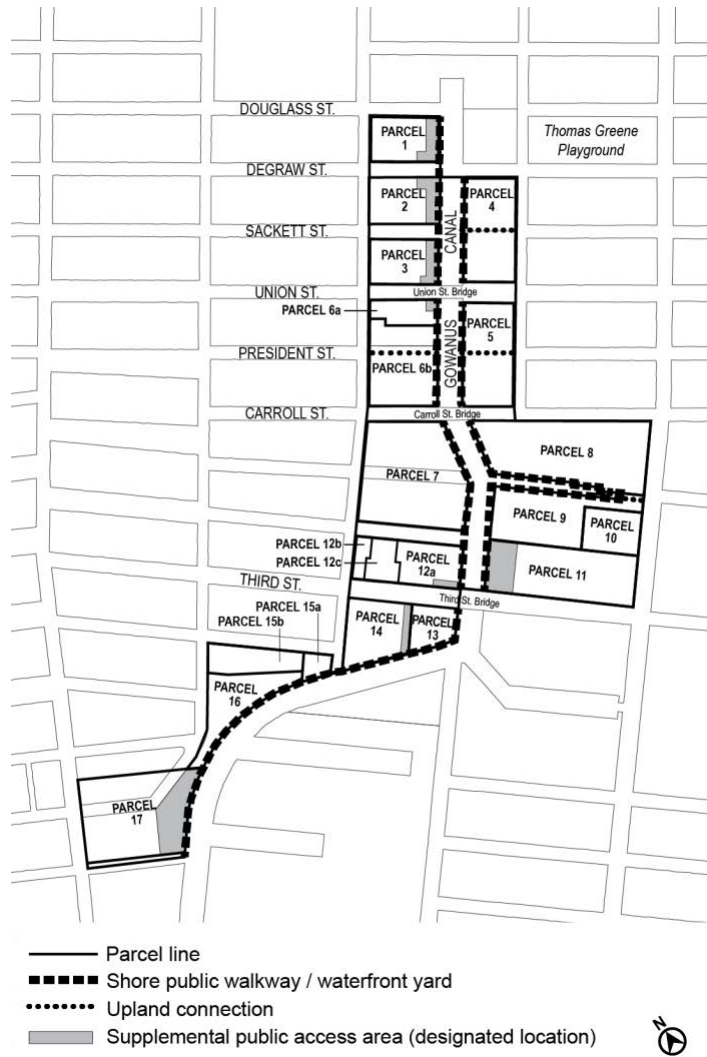 DOUGLASS ST.
PARCEL
1
Thomas Greene
Playground
DEGRAW ST.
PARCEL
2
PARCEL
4
SACKETT ST.
CANAL
PARCEL
3
UNION ST.
Union St. Bridge
PARCEL 6a
PARCEL
5
GOWANUS
PRESIDENT ST.
PARCEL 6b
CARROLL ST.
Carroll St. Bridge
PARCEL 8
PARCEL 7
PARCEL 9
PARCEL
10
PARCEL 12b
PARCEL 12c
PARCEL
12a
PARCEL 11
THIRD ST.
Third St. Bridge
PARCEL 15a
PARCEL 15b
PARCEL
14
PARCEL
13
PARCEL
16
PARCEL
17
Parcel line
Shore public walkway / waterfront yard
Upland connection
Supplemental public access area (designated location)
N